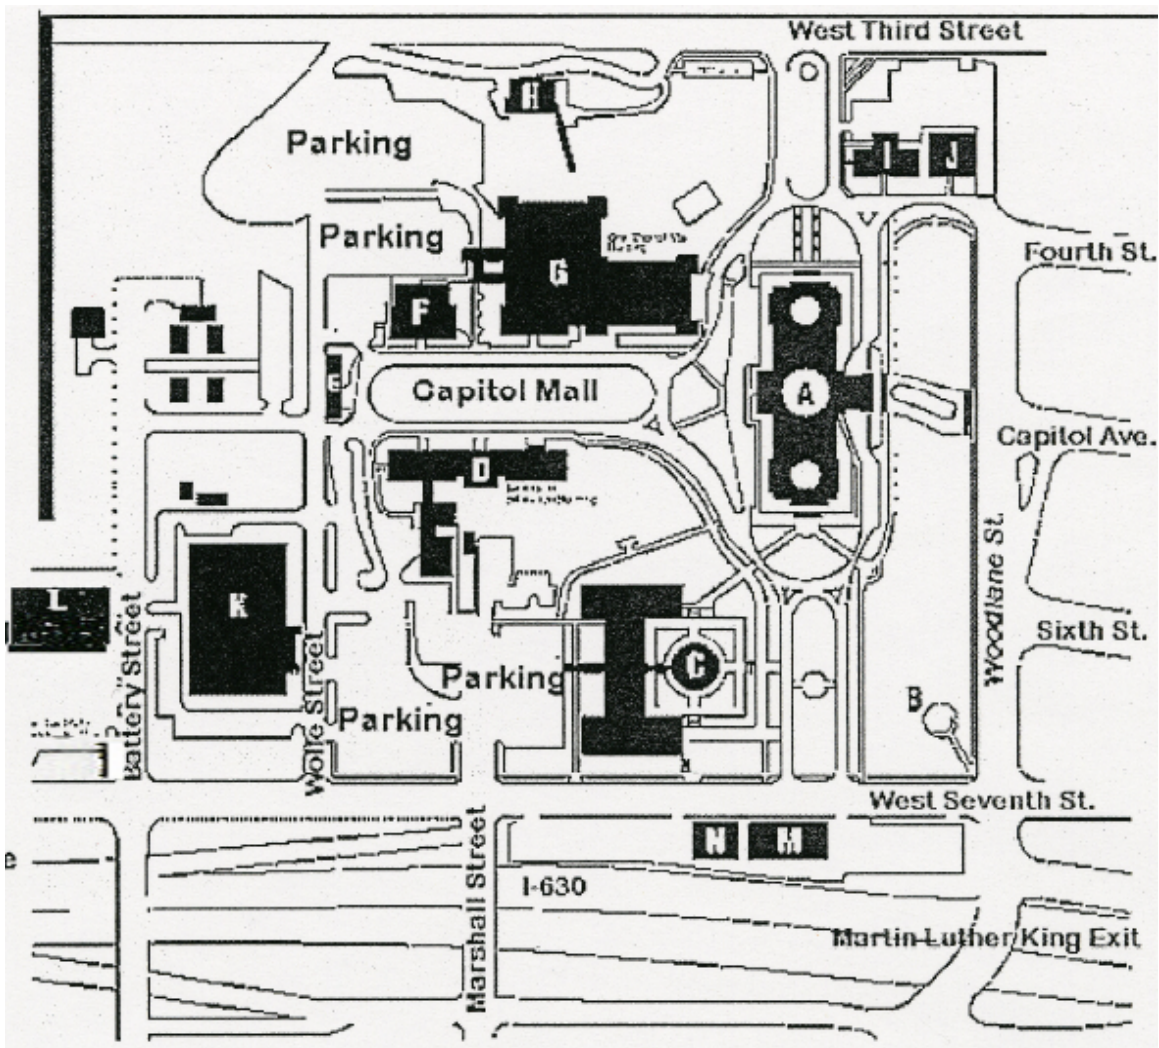 West Third Street
H
Parking
I
J
Parking
G
Fourth St.
F
E
Capitol Mall
A
Capitol Ave.
D
Woodlane St.
K
L
Sixth St.
C
Parking
B
Parking
Battery Street
Wolfe Street
West Seventh St.
N
M
Marshall Street
I-630
Martin Luther King Exit